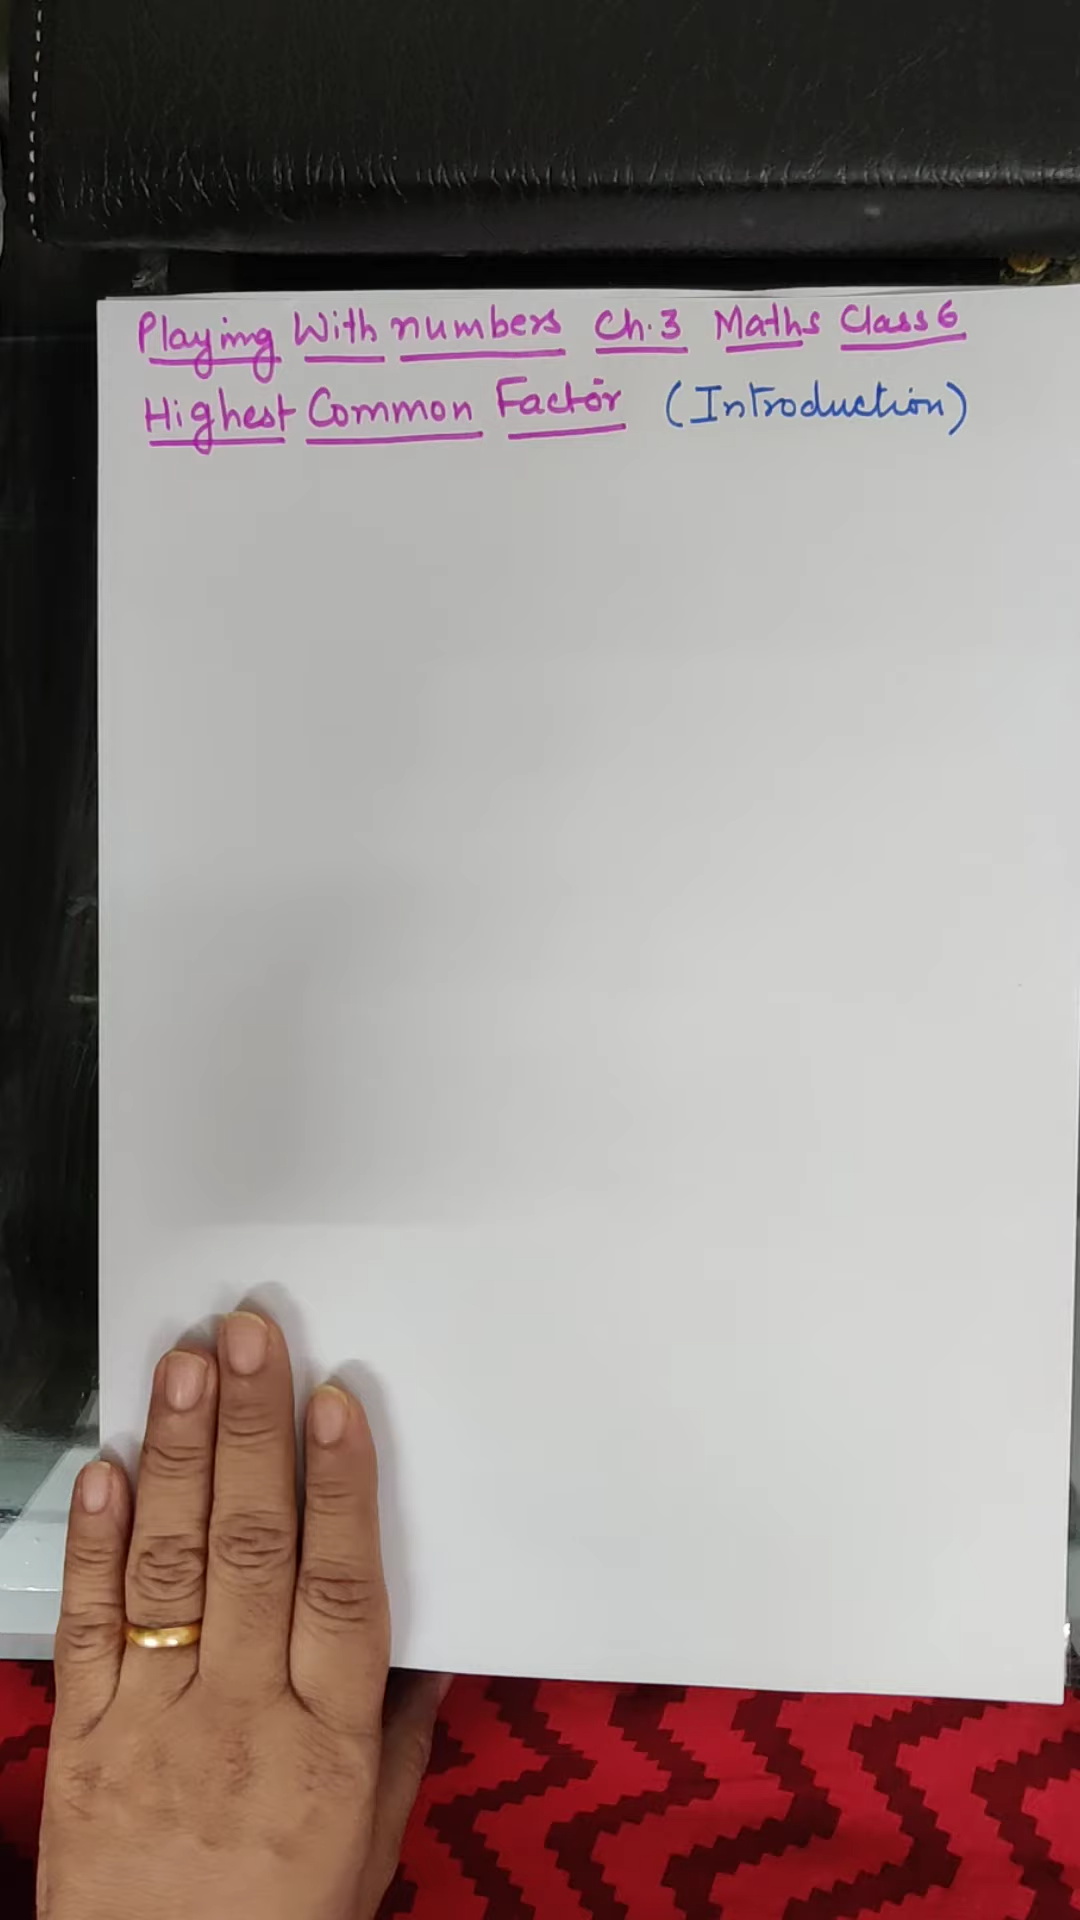 Playing With numbers Ch.3 Maths Class 6
Highest Common Factor (Introduction)